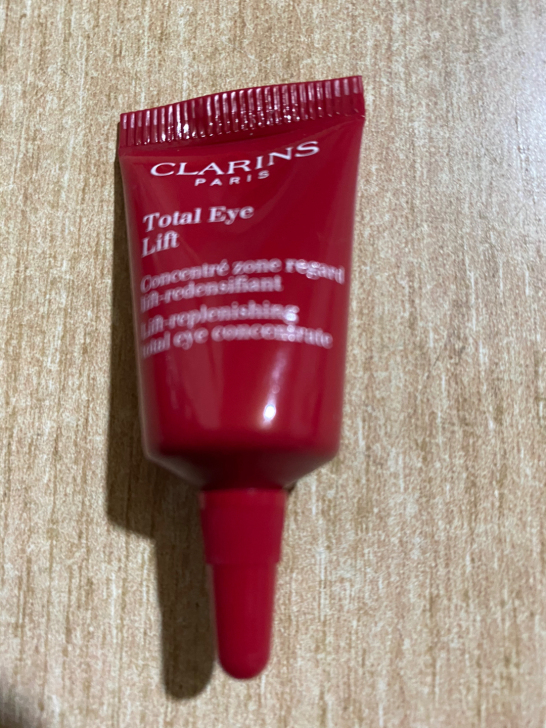 CLARINS
PARIS
Total Eye
Lift
Concentré zone regard
lift-redensifiant
Lift-replenishing
total eye concentrate